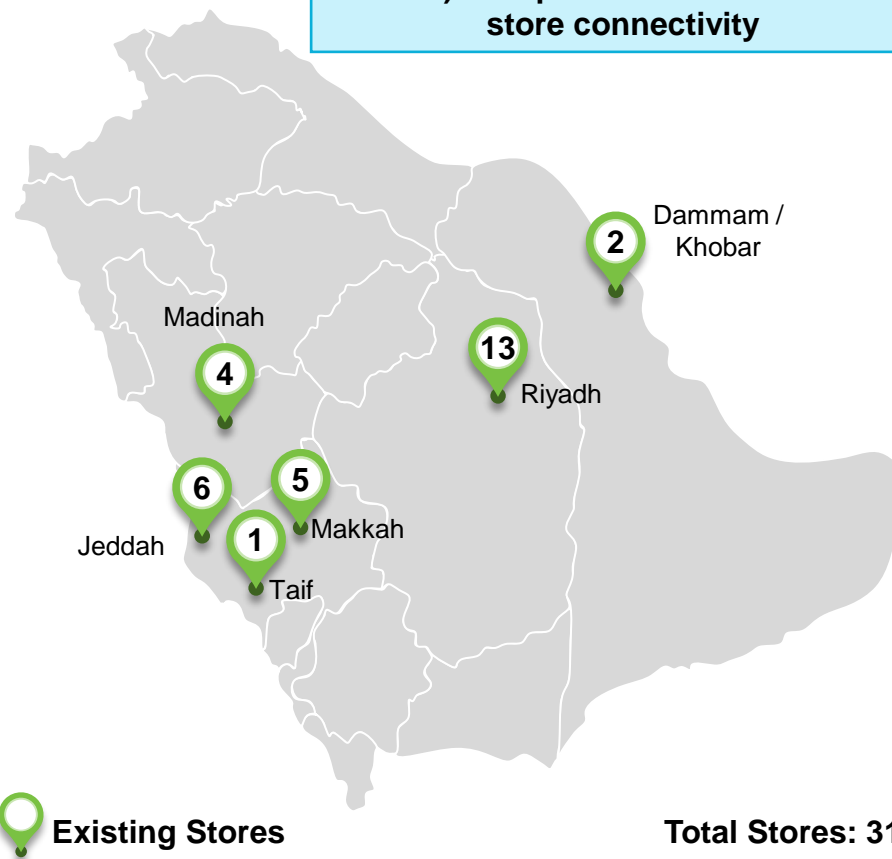 store connectivity
Dammam /
Khobar
2
Madinah
13
4
Riyadh
6
5
Makkah
Jeddah
1
Taif
Existing Stores
Total Stores: 31